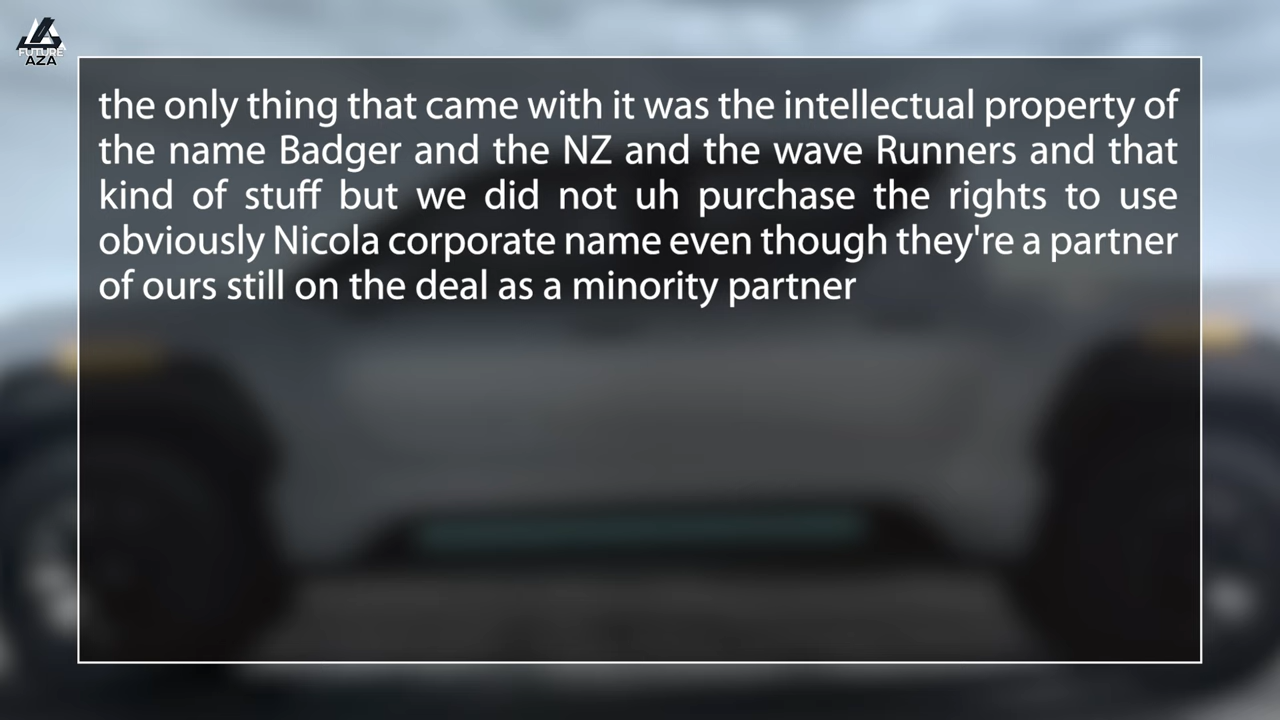 FUTURE
AZA
the only thing that came with it was the intellectual property of
the name Badger and the NZ and the wave Runners and that
kind of stuff but we did not uh purchase the rights to use
obviously Nicola corporate name even though they're a partner
of ours still on the deal as a minority partner